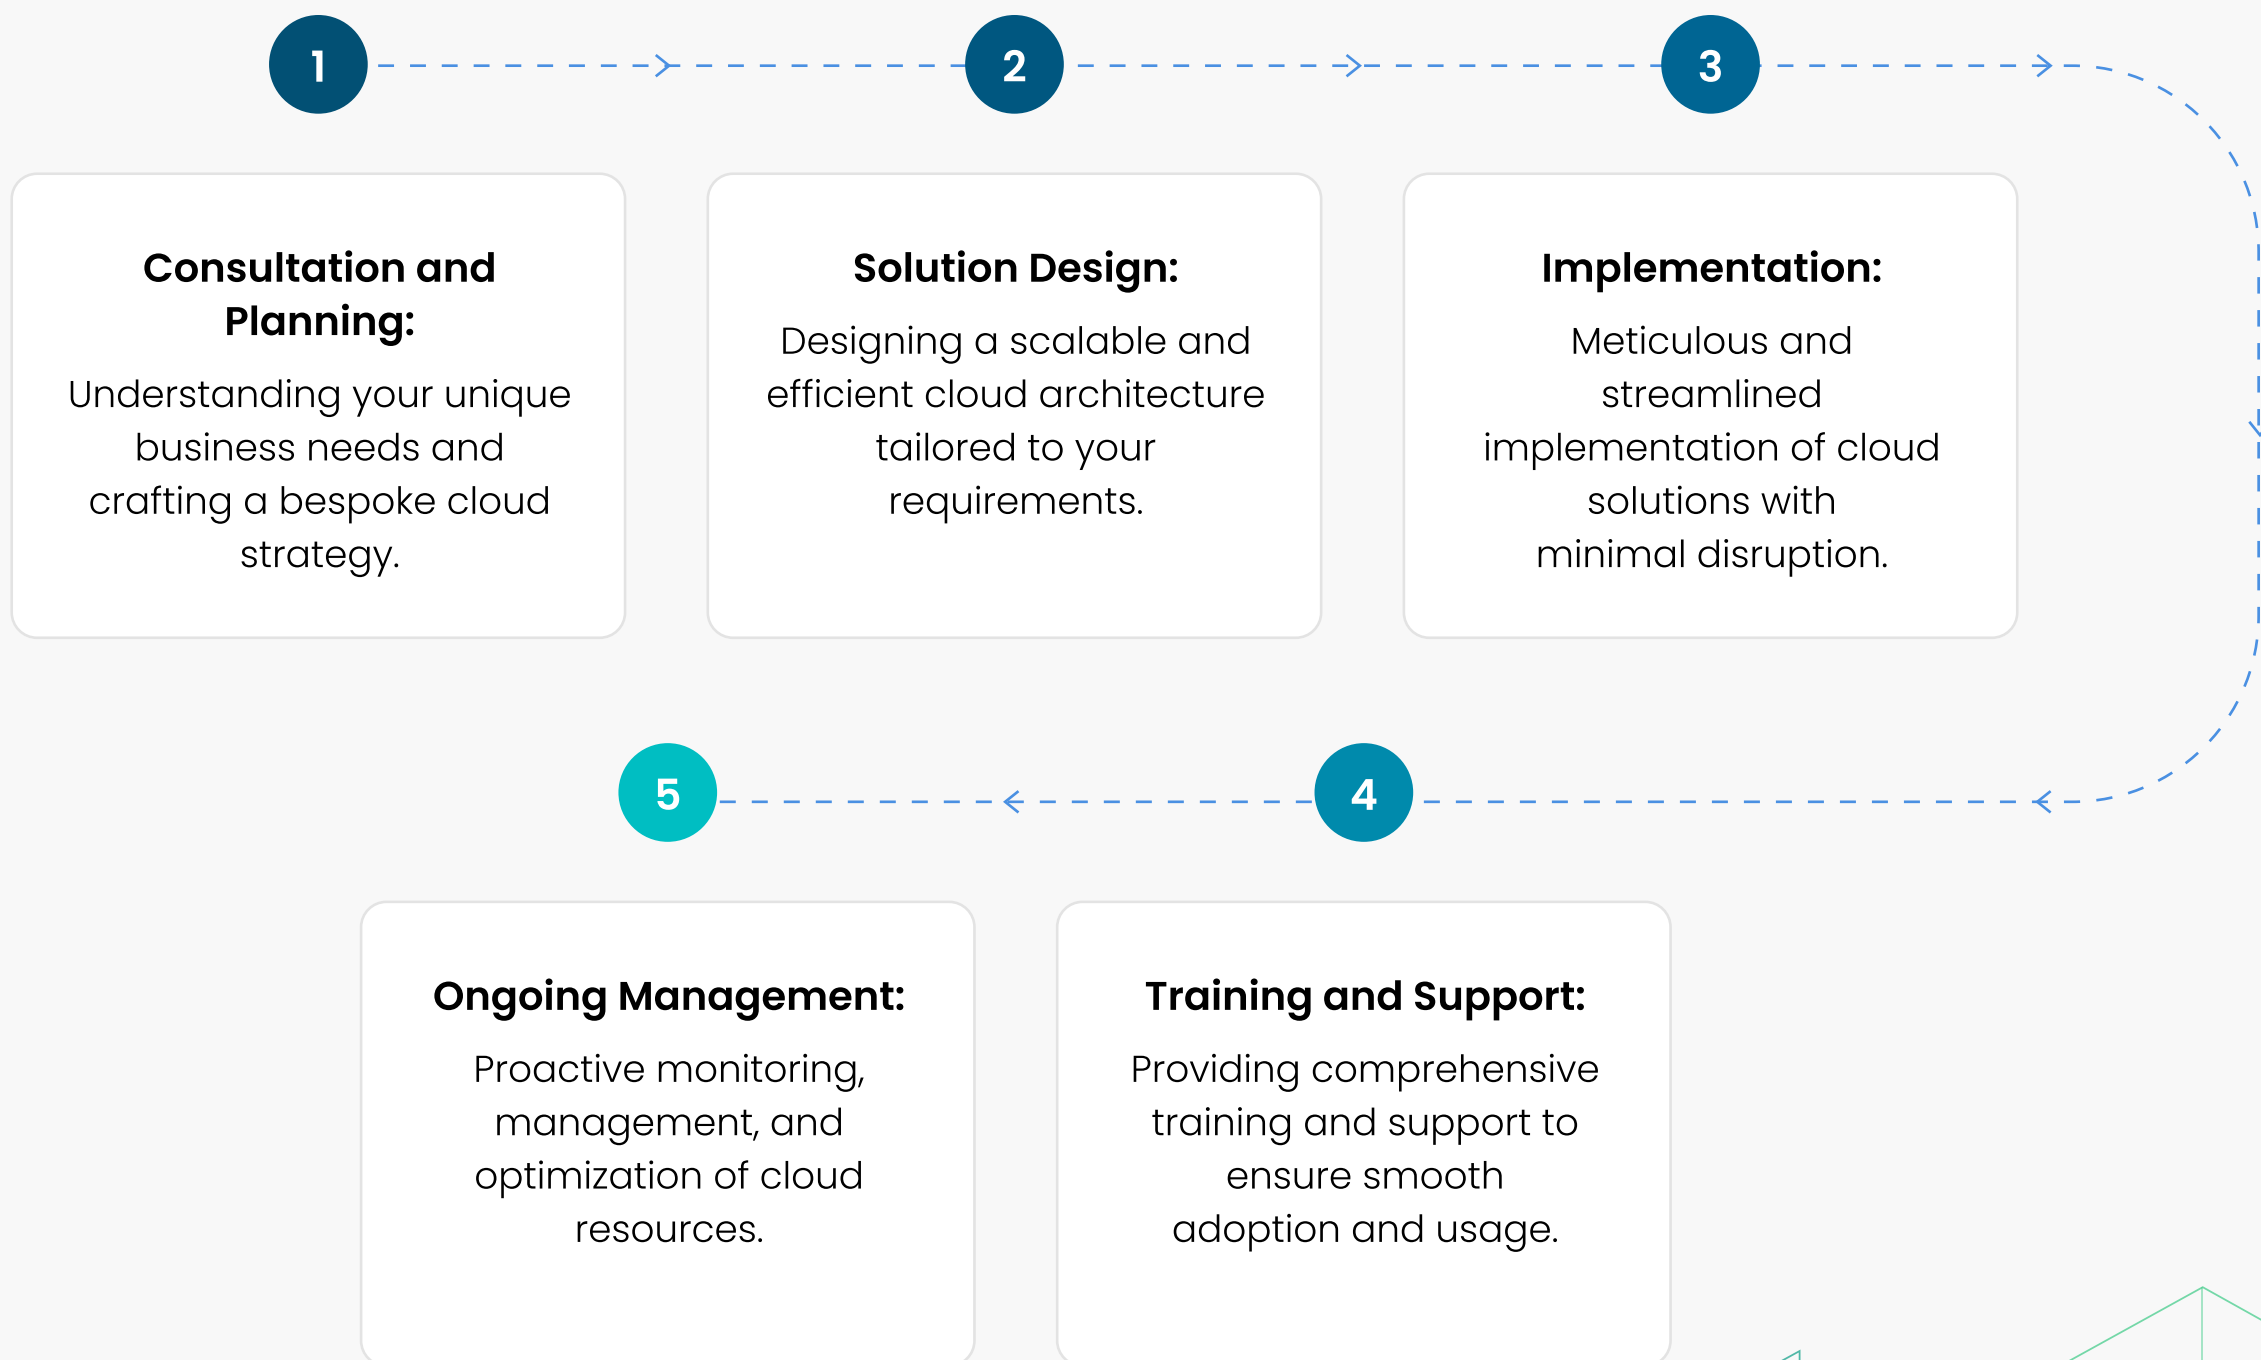 1
2
3
Consultation and
Planning:
Understanding your unique
business needs and
crafting a bespoke cloud
strategy.
Solution Design:
Designing a scalable and
efficient cloud architecture
tailored to your
requirements.
Implementation:
Meticulous and
streamlined
implementation of cloud
solutions with
minimal disruption.
5
4
Ongoing Management:
Proactive monitoring,
management, and
optimization of cloud
resources.
Training and Support:
Providing comprehensive
training and support to
ensure smooth
adoption and usage.